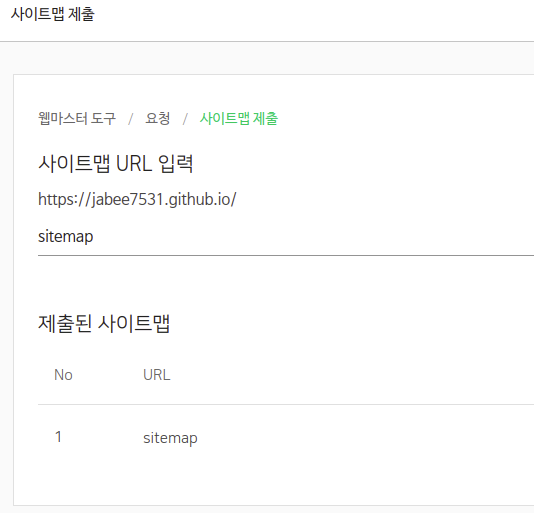 사이트맵 제출
웹마스터 도구 / 요청 / 사이트맵 제출
사이트맵 URL 입력
https://jabee7531.github.io/
sitemap
제출된 사이트맵
No URL
1 sitemap